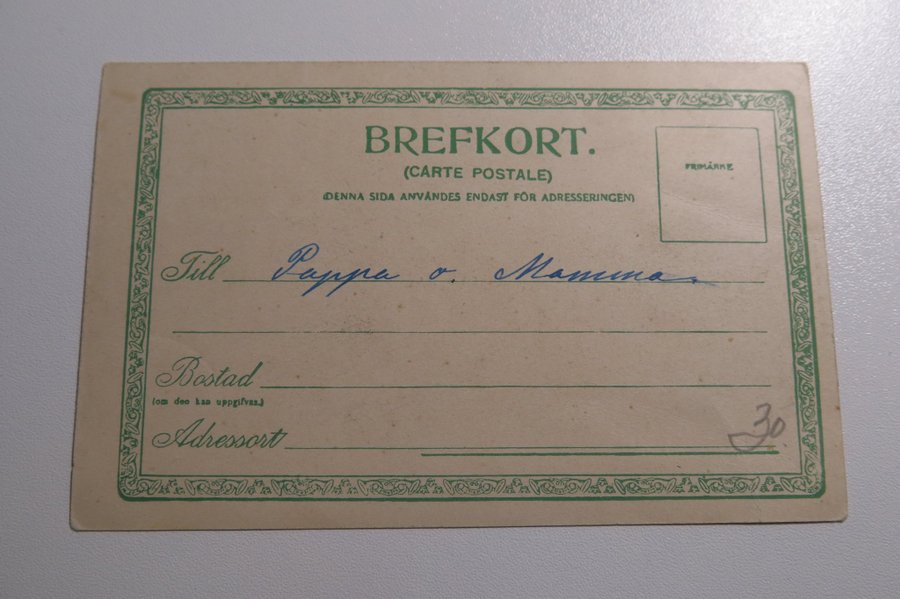 BREFKORT.
(CARTE POSTALE)
(DENNA SIDA ANVÄNDES ENDAST FÖR ADRESSERINGEN)
FRIMÄRKE
Till Pappa o. Mamma.
Bostad
(om den kan uppgifvas.)
Adressort
30